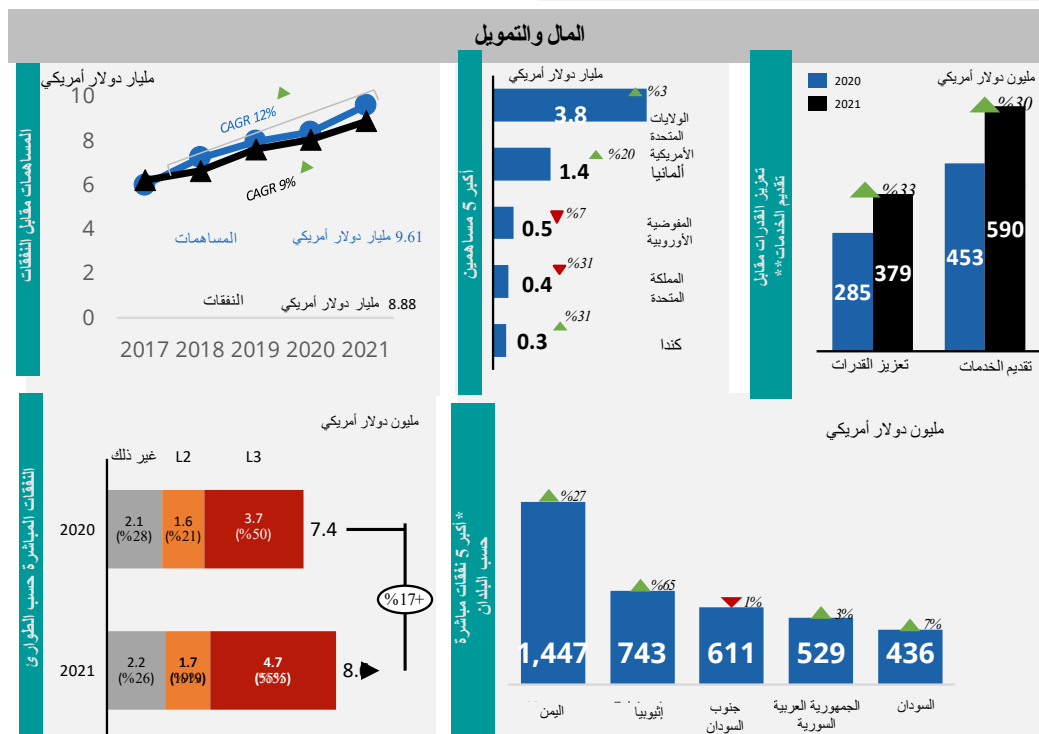 المال والتمويل
المساهمات مقابل النفقات
مليار دولار أمريكي
10
8
6
4
2
0
CAGR 12%
CAGR 9%
المساهمات
9.61 مليار دولار أمريكي
النفقات
8.88 مليار دولار أمريكي
2017 2018 2019 2020 2021
أكبر 5 مساهمين
مليار دولار أمريكي
3.8
%3
الولايات
المتحدة
الأمريكية
1.4
%20
ألمانيا
0.5
%7
المفوضية
الأوروبية
0.4
%31
المملكة
المتحدة
0.3
%31
كندا
تعزيز القدرات مقابل
تقديم الخدمات**
مليون دولار أمريكي
2020
2021
%33
%30
285
379
453
590
تعزيز القدرات
تقديم الخدمات
النفقات المباشرة حسب الطوارئ
مليون دولار أمريكي
غير ذلك
L2
L3
2020
2.1
(%28)
1.6
(%21)
3.7
(%50)
7.4
%17+
2021
2.2
(%26)
1.7
4.7
أكبر 5 نفقات مباشرة*
حسب البلدان
مليون دولار أمريكي
%27
%65
1%
3%
7%
1,447
743
611
529
436
اليمن
إثيوبيا
جنوب
السودان
الجمهورية العربية
السورية
السودان